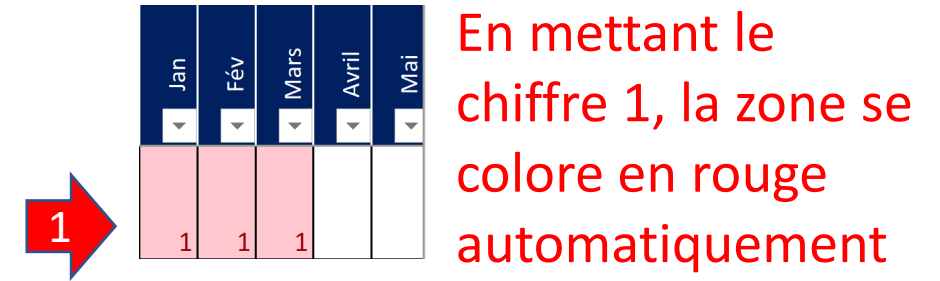 Jan Fév Mars Avril Mai
1 1 1 1
En mettant le
chiffre 1, la zone se
colore en rouge
automatiquement